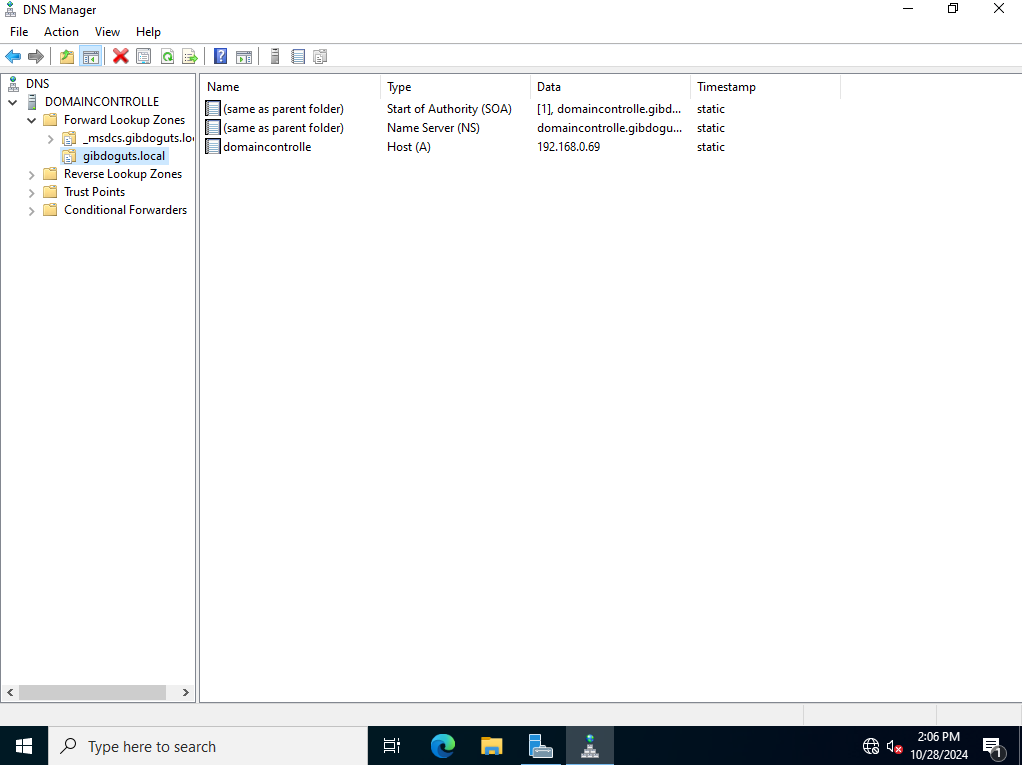 DNS Manager
File Action View Help
DNS
DOMAINCONTROLLE
Forward Lookup Zones
_msdcs.gibdoguts.lo
gibdoguts.local
Reverse Lookup Zones
Trust Points
Conditional Forwarders
Name Type Data Timestamp
(same as parent folder) Start of Authority (SOA) [1], domaincontrolle.gibd... static
(same as parent folder) Name Server (NS) domaincontrolle.gibdogu... static
domaincontrolle Host (A) 192.168.0.69 static
Type here to search
2:06 PM
10/28/2024
1